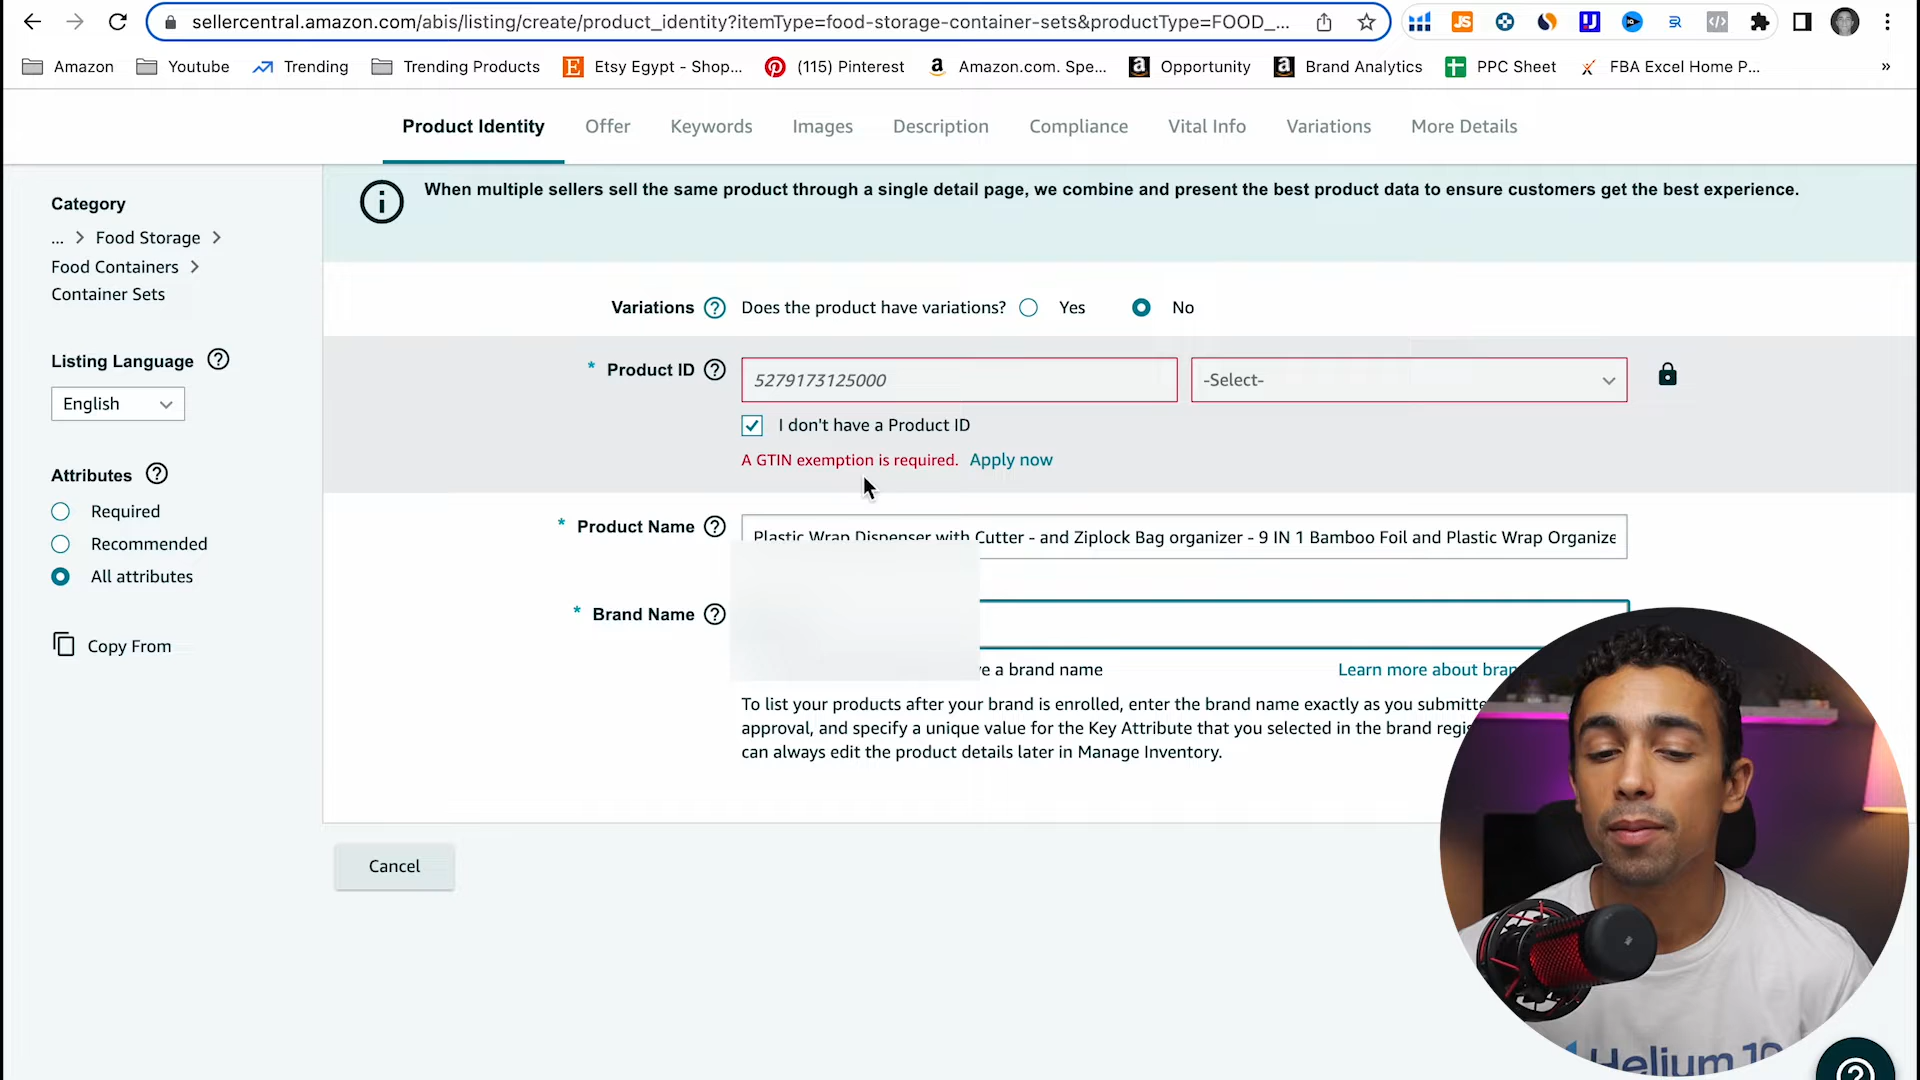 sellercentral.amazon.com/abis/listing/create/product_identity?itemType=food-storage-container-sets&productType=FOOD_...
Amazon Youtube Trending Trending Products Etsy Egypt - Shop... (115) Pinterest Amazon.com. Spe... Opportunity Brand Analytics PPC Sheet FBA Excel Home P... »
Product Identity Offer Keywords Images Description Compliance Vital Info Variations More Details
When multiple sellers sell the same product through a single detail page, we combine and present the best product data to ensure customers get the best experience.
Category
... > Food Storage >
Food Containers >
Container Sets
Listing Language ?
English
Attributes ?
Required
Recommended
All attributes
Copy From
Variations ? Does the product have variations? Yes No
* Product ID ? 5279173125000 -Select-
I don't have a Product ID
A GTIN exemption is required. Apply now
* Product Name ? Plastic Wrap Dispenser with Cutter - and Ziplock Bag organizer - 9 IN 1 Bamboo Foil and Plastic Wrap Organize
* Brand Name ?
a brand name Learn more about
To list your products after your brand is enrolled, enter the brand name exactly as you submitte
approval, and specify a unique value for the Key Attribute that you selected in the brand regi
can always edit the product details later in Manage Inventory.
Cancel
Helium 10
?